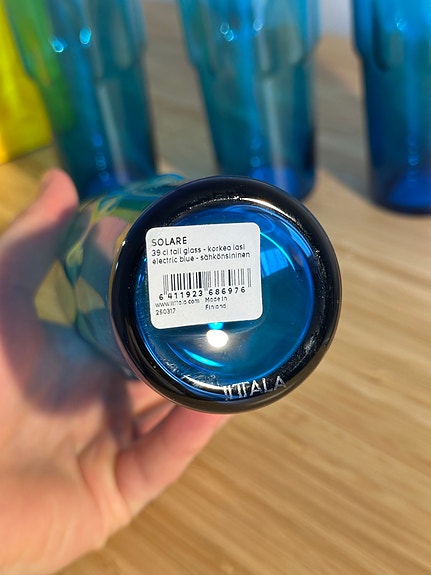 SOLARE
39 cl tall glass - korkea lasi
electric blue - sähkönsininen
6 411923 686976
www.iittala.com Made in
250317 Finland
IITTALA